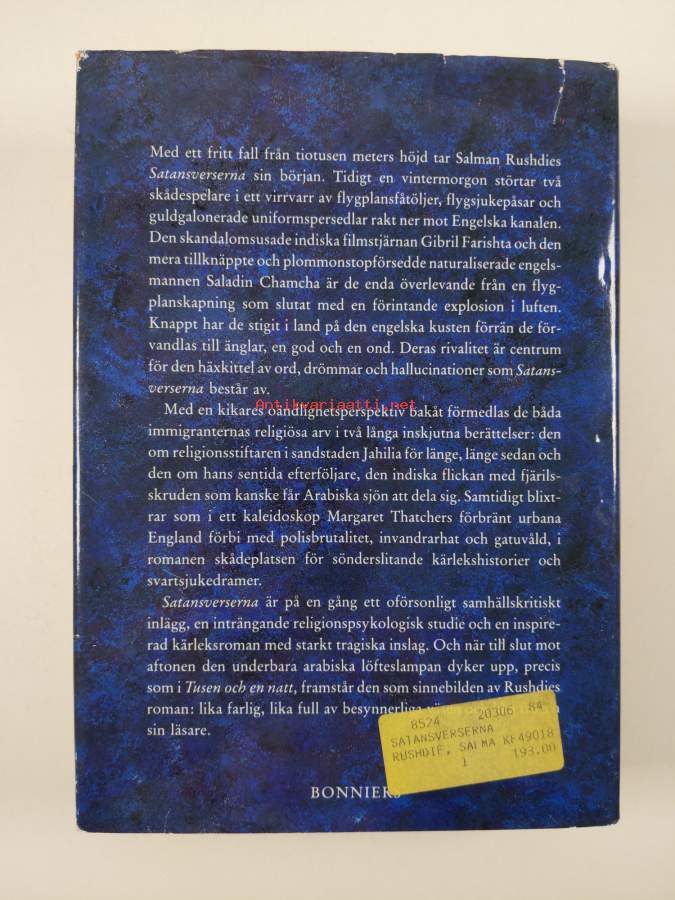 Med ett fritt fall från tiotusen meters höjd tar Salman Rushdies
Satansverserna sin början. Tidigt en vintermorgon störtar två
skådespelare i ett virrvarr av flygplansfåtöljer, flygsjukepåsar och
guldgalonerade uniformspersedlar rakt ner mot Engelska kanalen.
Den skandalomsusade indiska filmstjärnan Gibril Farishta och den
mera tillknäppte och plommonstopförsedde naturaliserade engels-
mannen Saladin Chamcha är de enda överlevande från en flyg-
planskapning som slutat med en förintande explosion i luften.
Knappt har de stigit i land på den engelska kusten förrän de för-
vandlas till änglar, en god och en ond. Deras rivalitet är centrum
för den häxkittel av ord, drömmar och hallucinationer som Satans-
verserna består av.
Antikvariaatti.net
Med en kikares oändlighetsperspektiv bakåt förmedlas de båda
immigranternas religiösa arv i två långa inskjutna berättelser: den
om religionsstiftaren i sandstaden Jahilia för länge, länge sedan och
den om hans sentida efterföljare, den indiska flickan med fjärils-
skruden som kanske får Arabiska sjön att dela sig. Samtidigt blixt-
rar som i ett kaleidoskop Margaret Thatchers förbränt urbana
England förbi med polisbrutalitet, invandrarhat och gatuvåld, i
romanen skådeplatsen för sönderslitande kärlekshistorier och
svartsjukedramer.
Satansverserna är på en gång ett oförsonligt samhällskritiskt
inlägg, en inträngande religionspsykologisk studie och en inspire-
rad kärleksroman med starkt tragiska inslag. Och när till slut mot
aftonen den underbara arabiska löfteslampan dyker upp, precis
som i Tusen och en natt, framstår den som sinnebilden av Rushdies
roman: lika farlig, lika full av besynnerliga
sin läsare.
8524 20306 84
SATANSVERSERNA
RUSHDIE, SALMA KF49018
1 193.00
BONNIERS